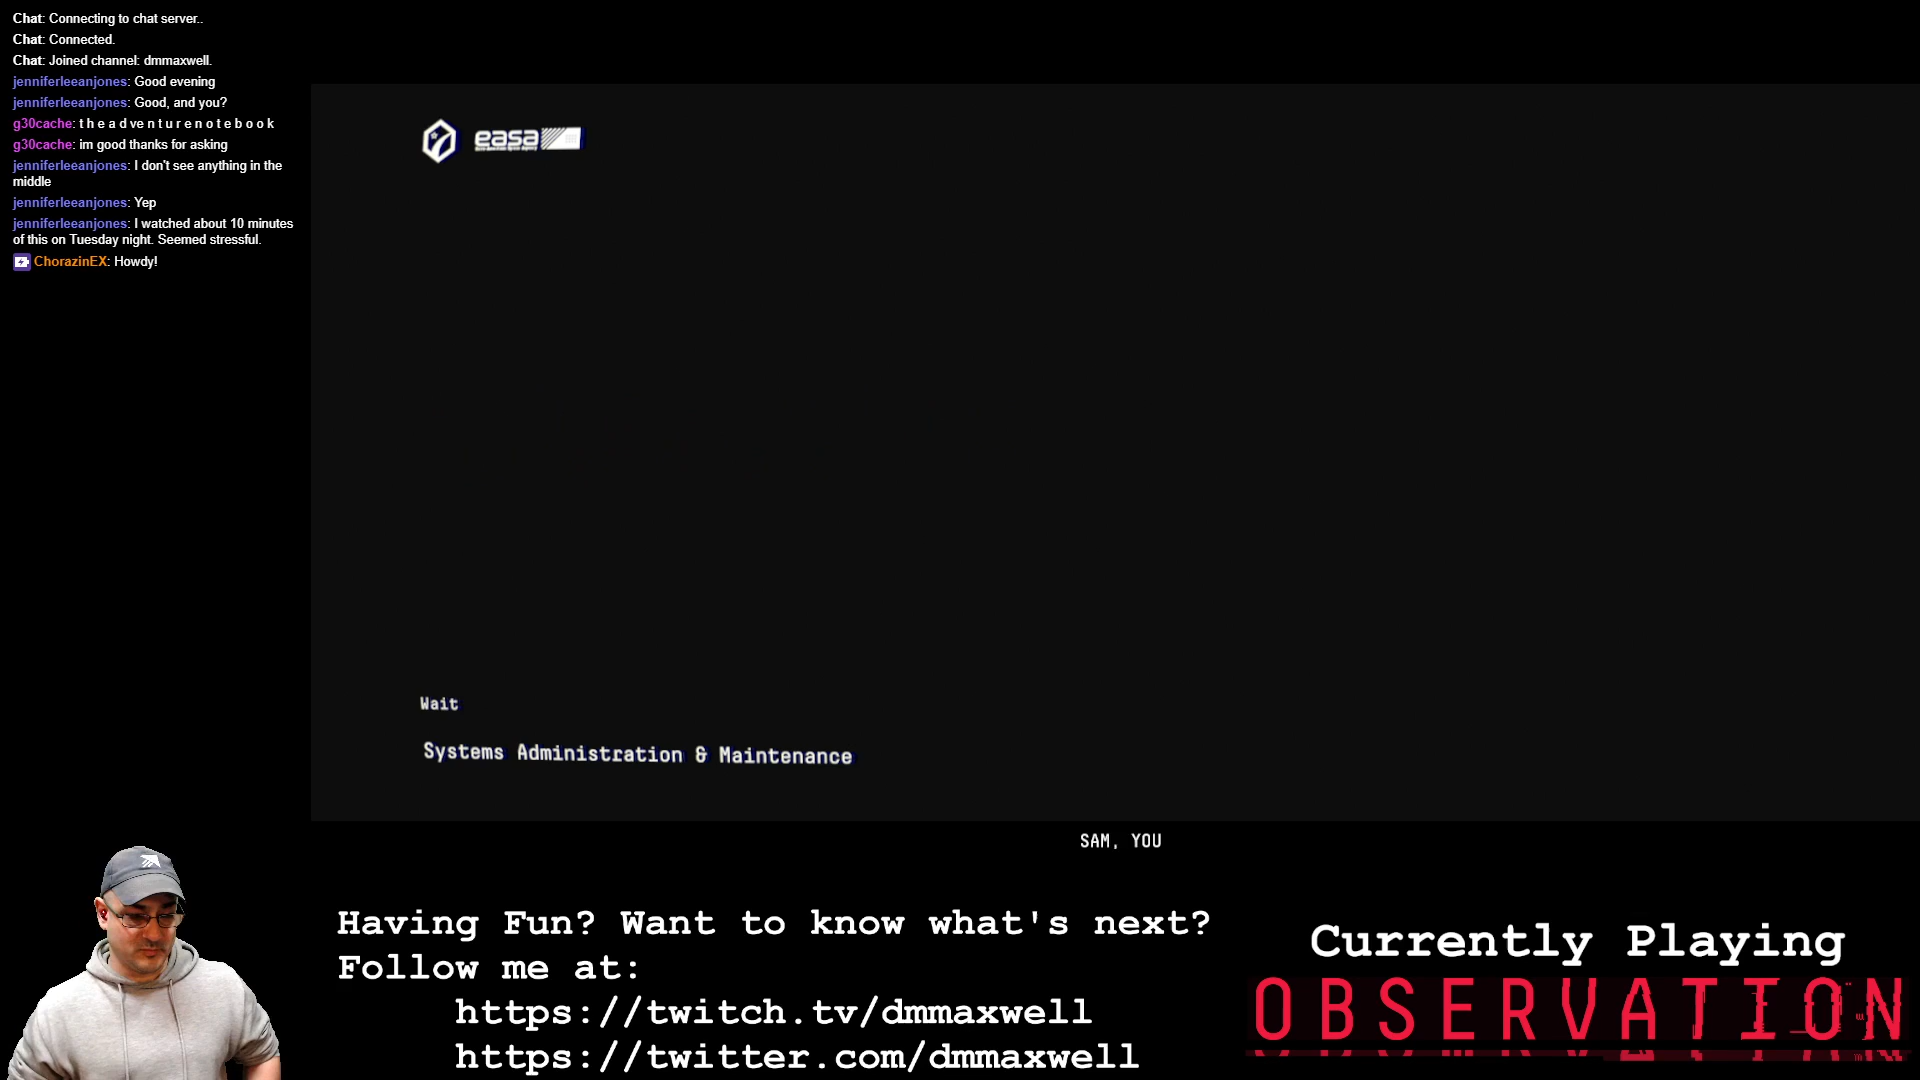 Chat: Connecting to chat server..
Chat: Connected.
Chat: Joined channel: dmmaxwell.
jenniferleeanjones: Good evening
jenniferleeanjones: Good, and you?
g30cache: t h e a d v e n t u r e n o t e b o o k
g30cache: im good thanks for asking
jenniferleeanjones: I don't see anything in the
middle
jenniferleeanjones: Yep
jenniferleeanjones: I watched about 10 minutes
of this on Tuesday night. Seemed stressful.
ChorazinEX: Howdy!
easa
Wait
Systems Administration & Maintenance
SAM, YOU
Having Fun? Want to know what's next?
Follow me at:
https://twitch.tv/dmmaxwell
https://twitter.com/dmmaxwell
Currently Playing
OBSERVATION